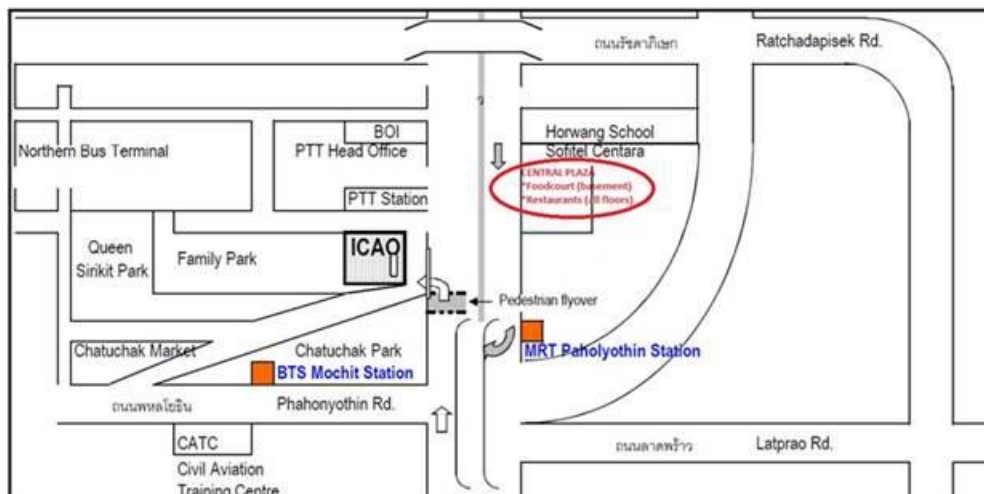 ถนนรัชดาภิเษก
Ratchadapisek Rd.
BOI
Horwang School
Northern Bus Terminal
PTT Head Office
Sofitel Centara
CENTRAL PLAZA
*Foodcourt (basement)
*Restaurants (all floors)
PTT Station
ICAO
Queen
Sirikit Park
Family Park
Pedestrian flyover
Chatuchak Market
Chatuchak Park
MRT Paholyothin Station
BTS Mochit Station
ถนนพหลโยธิน
Phahonyothin Rd.
CATC
ถนนลาดพร้าว
Latprao Rd.
Civil Aviation
Training Centre